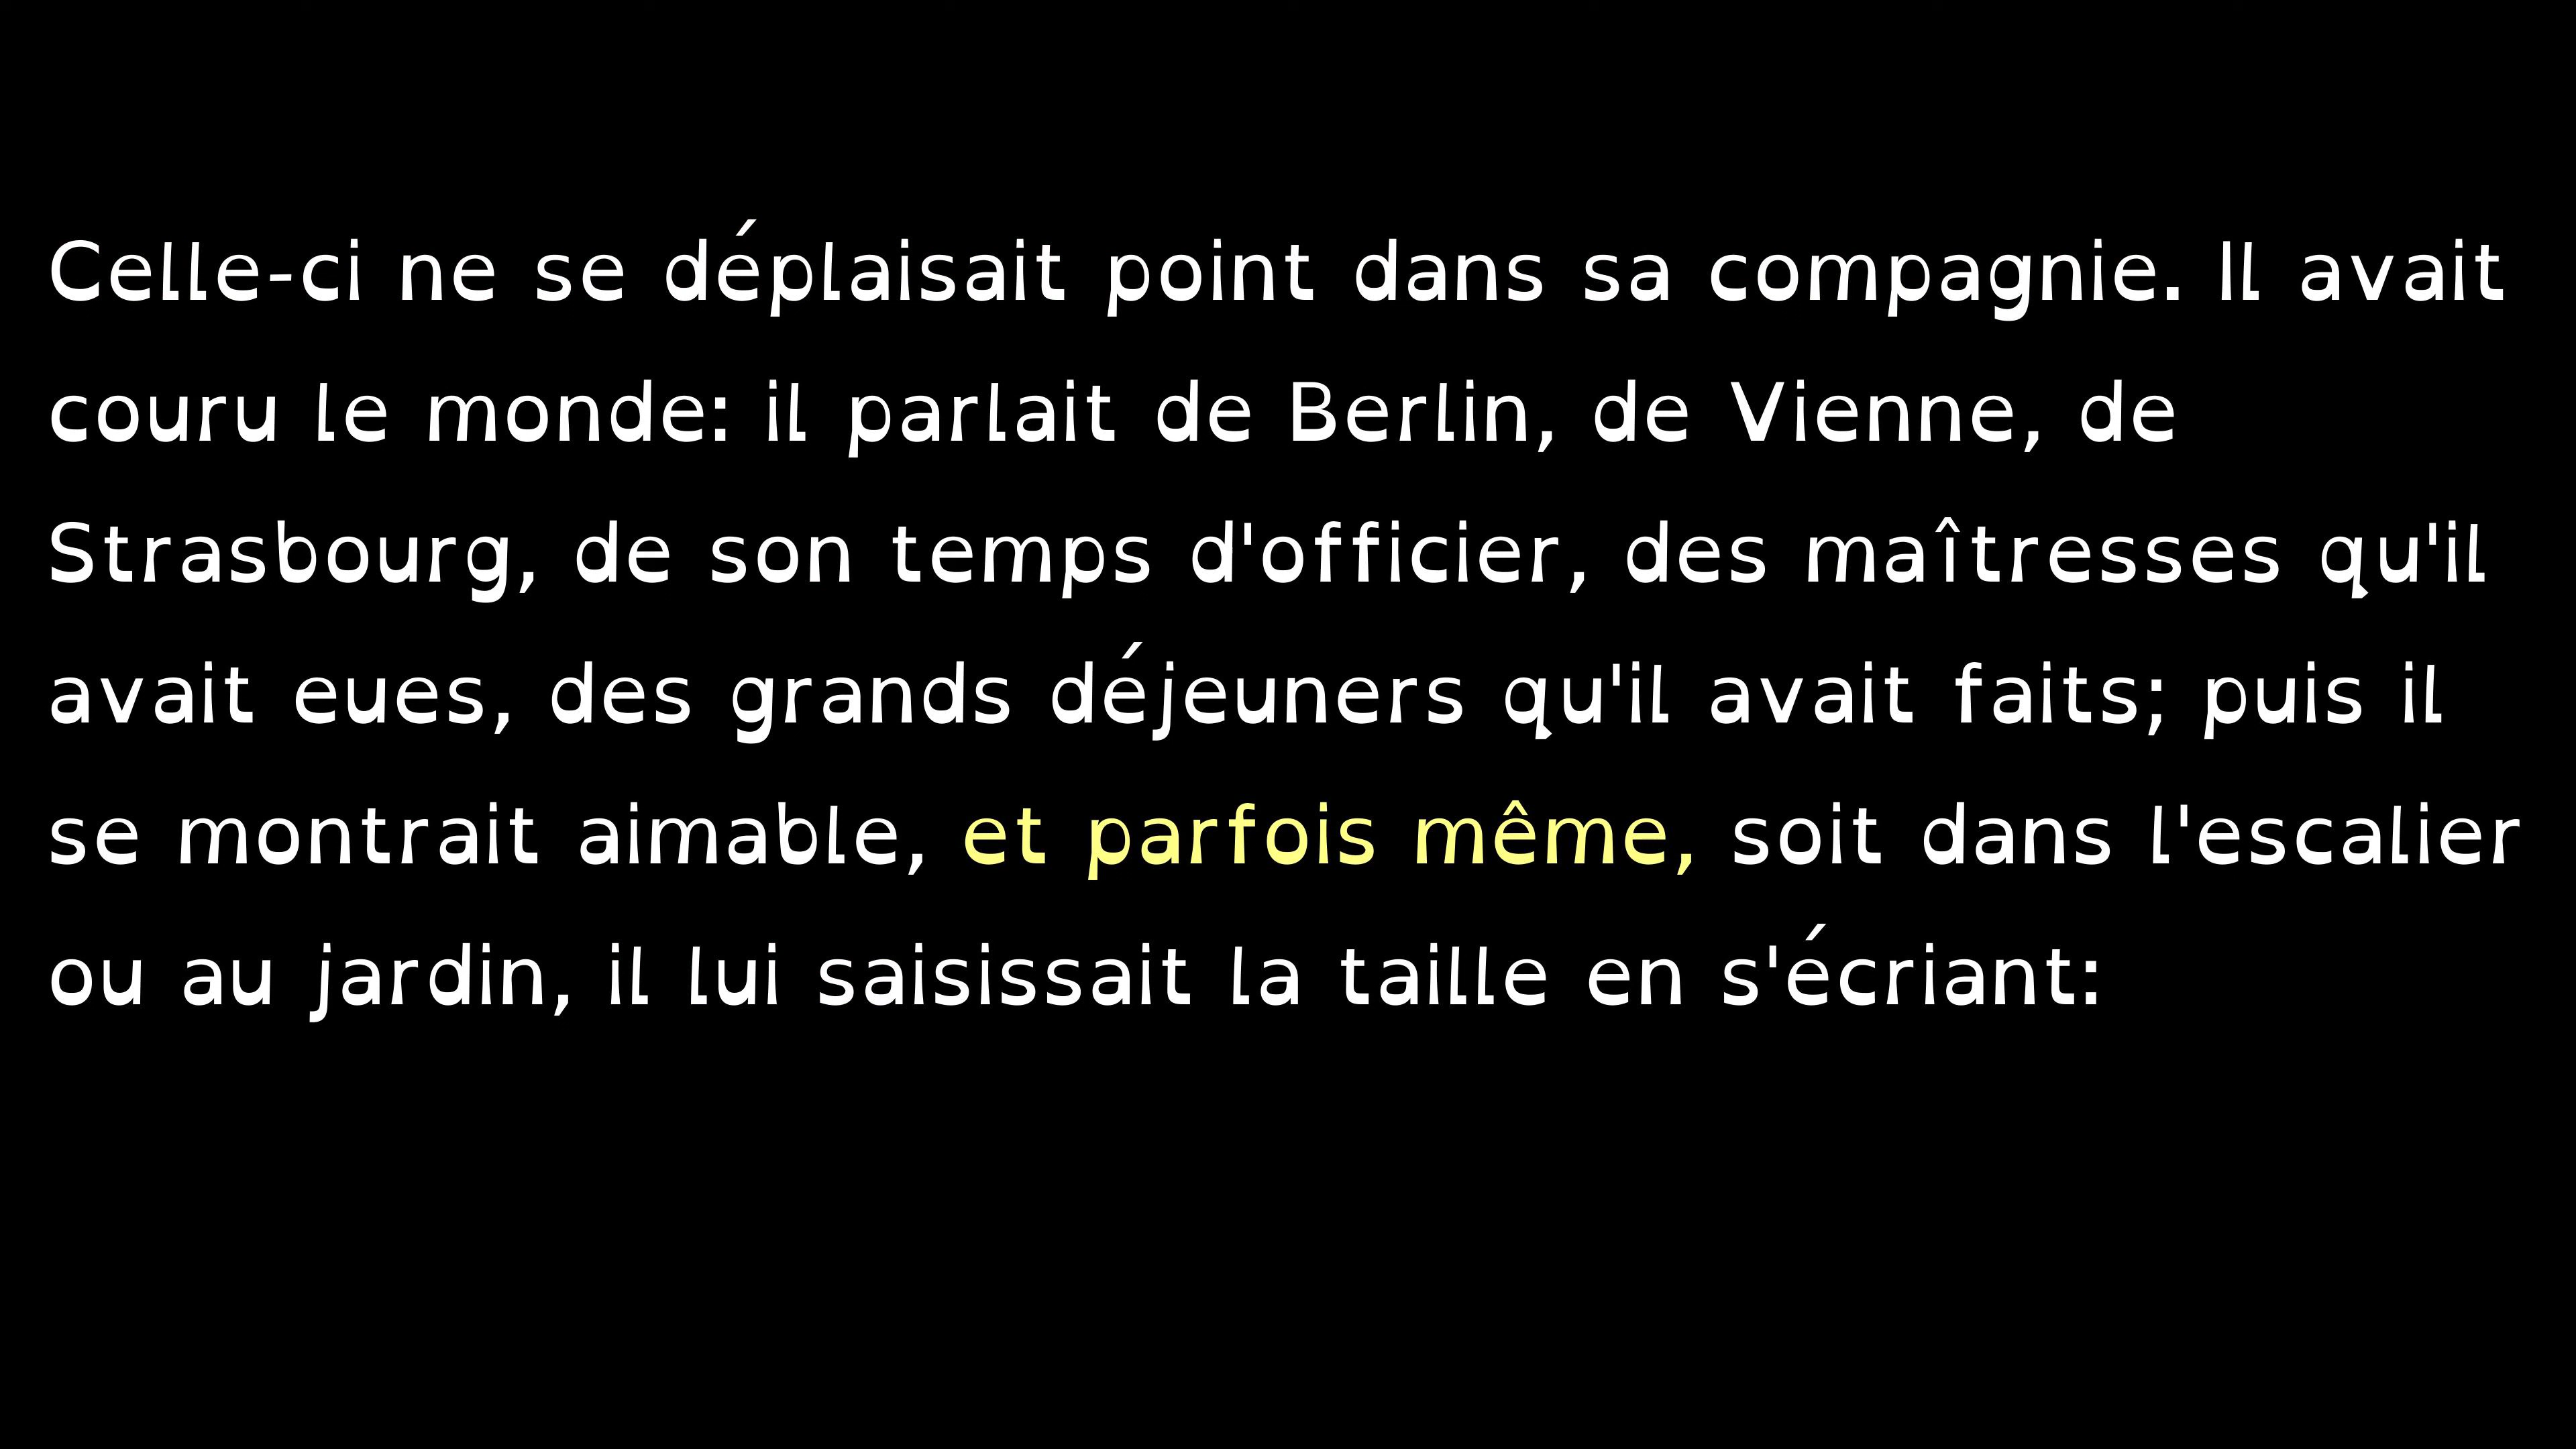 Celle-ci ne se déplaisait point dans sa compagnie. Il avait
couru le monde: il parlait de Berlin, de Vienne, de
Strasbourg, de son temps d'officier, des maîtresses qu'il
avait eues, des grands déjeuners qu'il avait faits; puis il
se montrait aimable, et parfois même, soit dans l'escalier
ou au jardin, il lui saisissait la taille en s'écriant: